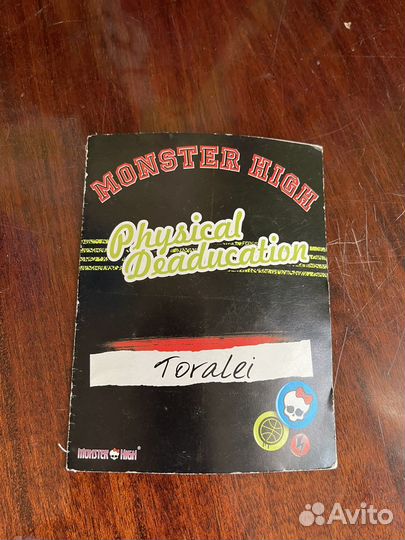 MONSTER HIGH
Physical
Deaducation
Toralei
MONSTER HIGH®
Avito